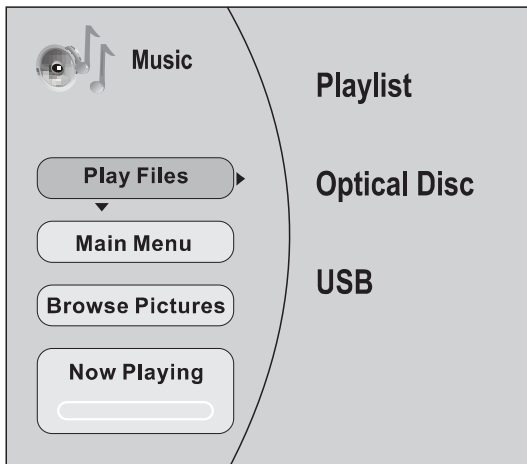 Music
Play Files
Main Menu
Browse Pictures
Now Playing
Playlist
Optical Disc
USB